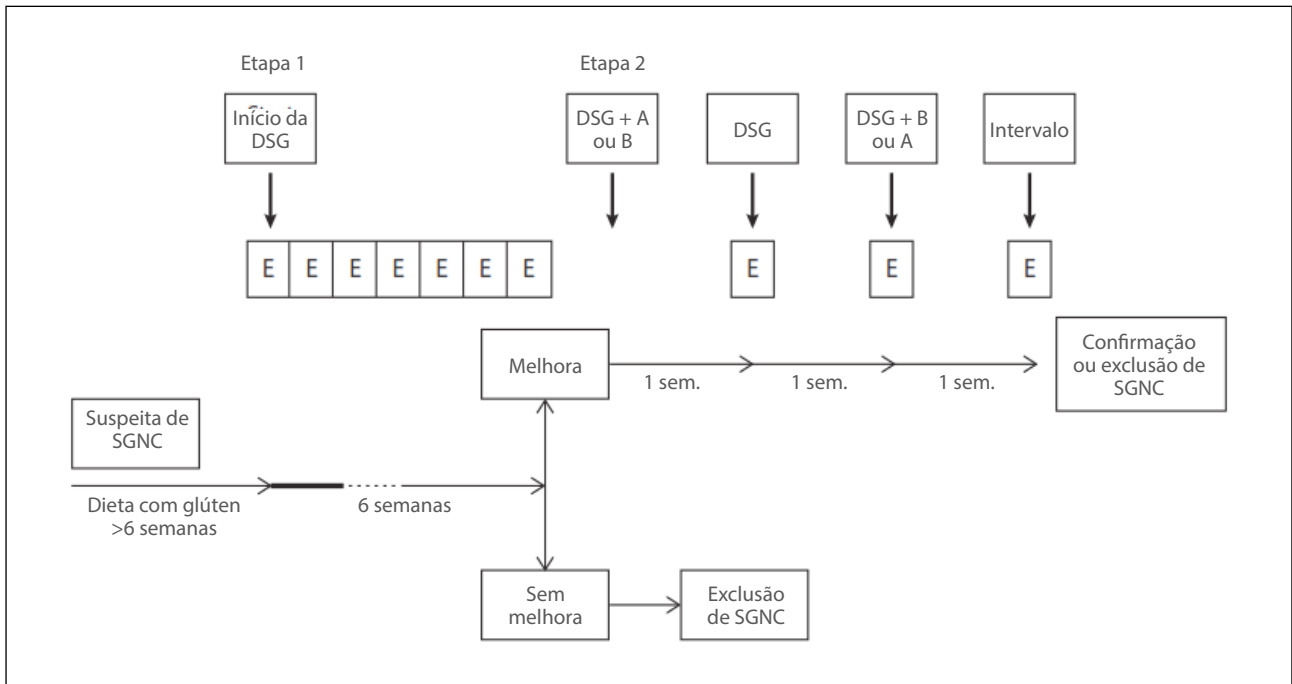 Etapa 1
Etapa 2
Início da
DSG
DSG + A
ou B
DSG
DSG + B
ou A
Intervalo
E E E E E E E
E
E
E
Melhora
1 sem.
1 sem.
1 sem.
Confirmação
ou exclusão de
SGNC
Suspeita de
SGNC
Dieta com glúten
>6 semanas
6 semanas
Sem
melhora
Exclusão
de SGNC